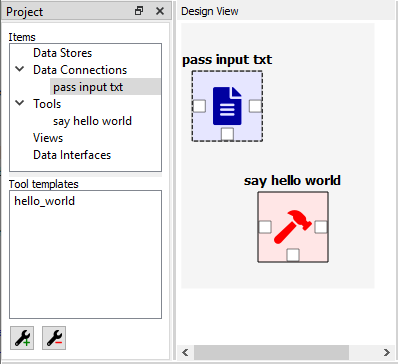 Project
Items
Data Stores
Data Connections
pass input txt
Tools
say hello world
Views
Data Interfaces
Tool templates
hello_world
Design View
pass input txt
say hello world